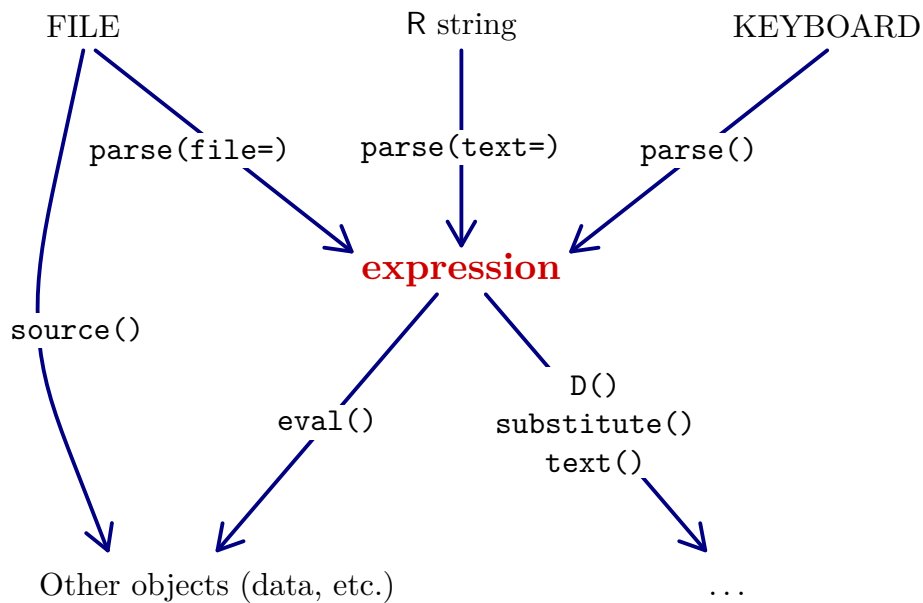 FILE
R string
KEYBOARD
parse(file=)
parse(text=)
parse()
expression
source()
eval()
D()
substitute()
text()
Other objects (data, etc.)
...